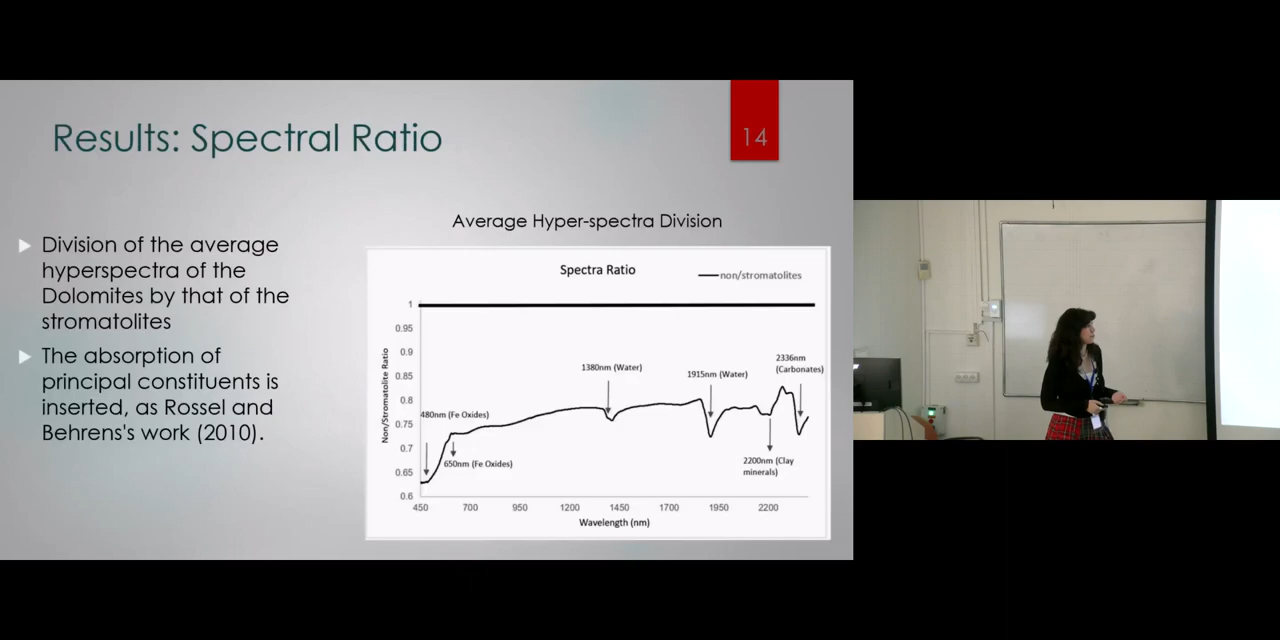 Results: Spectral Ratio
14
Average Hyper-spectra Division
Division of the average
hyperspectra of the
Dolomites by that of the
stromatolites
The absorption of
principal constituents is
inserted, as Rossel and
Behrens's work (2010).
Spectra Ratio
non/stromatolites
Non/Stromatolite Ratio
1
0.95
0.9
0.85
0.8
0.75
0.7
0.65
0.6
480nm (Fe Oxides)
650nm (Fe Oxides)
1380nm (Water)
1915nm (Water)
2336nm
(Carbonates)
2200nm (Clay
minerals)
450
700
950
1200
1450
1700
1950
2200
Wavelength (nm)